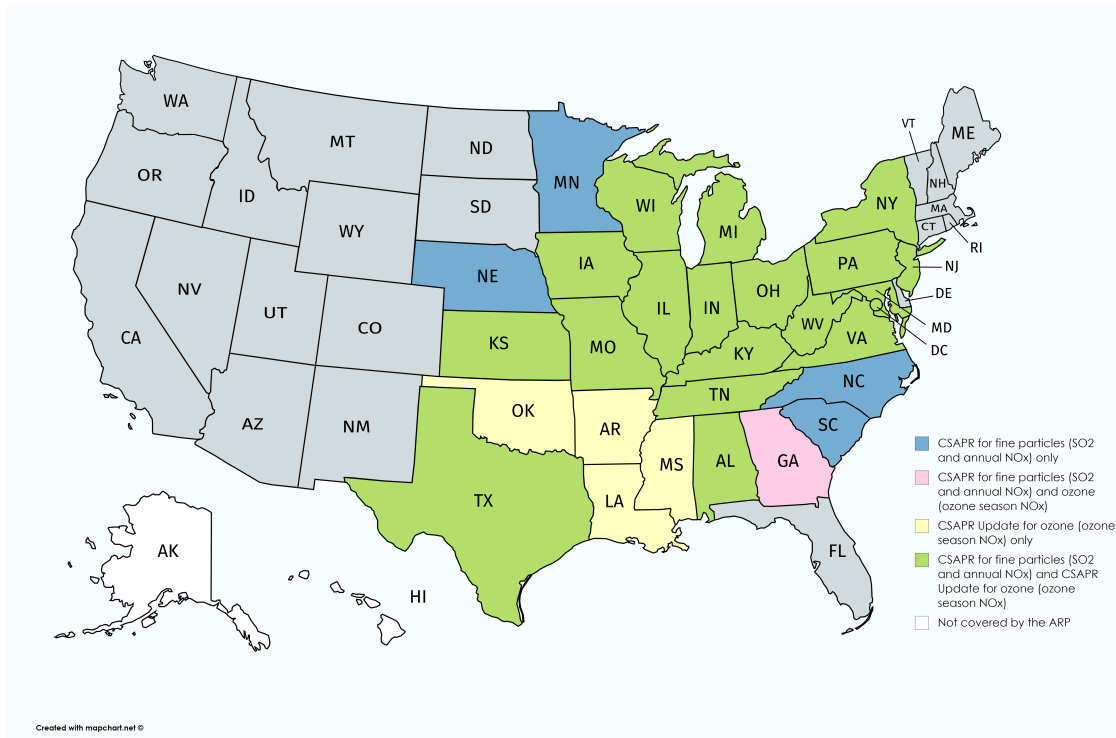 WA
VT
ME
MT
ND
OR
MN
ID
NH
SD
WI
NY
MA
WY
CT
MI
RI
IA
PA
NJ
NE
NV
OH
DE
UT
IL
IN
CO
WV
MD
CA
KS
VA
MO
KY
DC
NC
TN
OK
AZ
NM
AR
SC
MS
AL
GA
TX
LA
AK
FL
HI
CSAPR for fine particles (SO2
and annual NOx) only
CSAPR for fine particles (SO2
and annual NOx) and ozone
(ozone season NOx)
CSAPR Update for ozone (ozone
season NOx) only
CSAPR for fine particles (SO2
and annual NOx) and CSAPR
Update for ozone (ozone
season NOx)
Not covered by the ARP
Created with mapchart.net ©